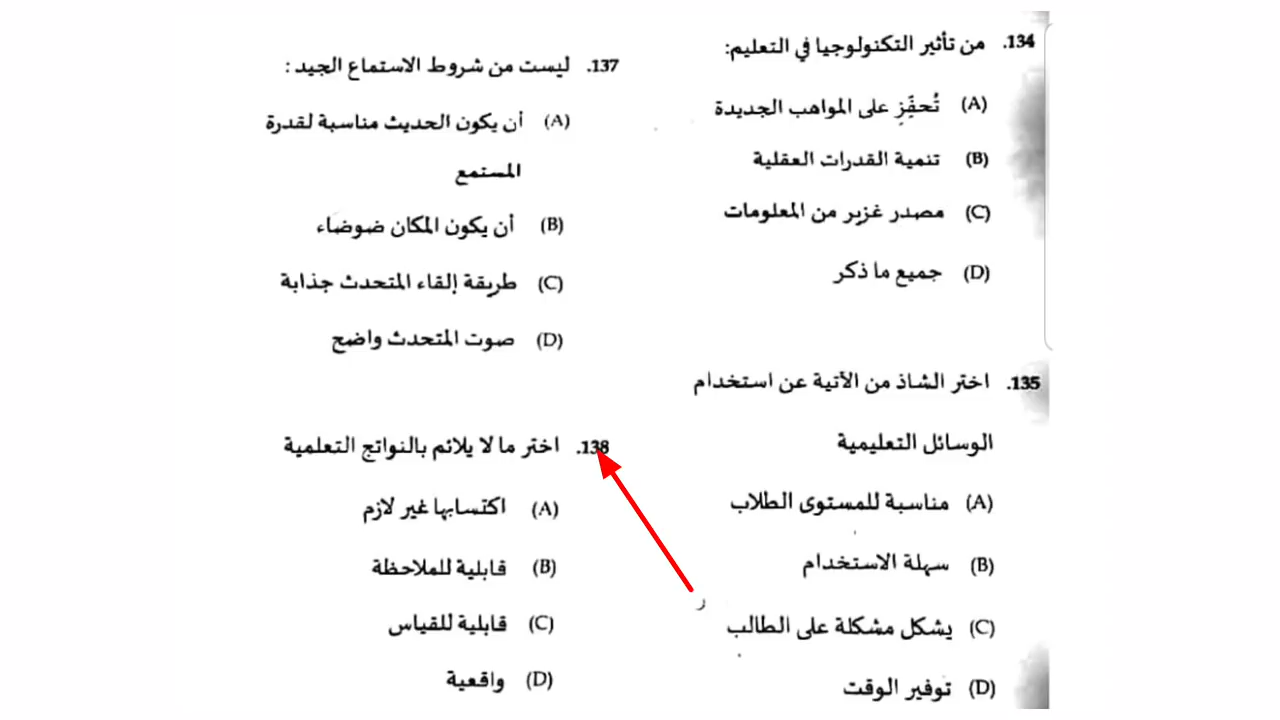 134. من تأثير التكنولوجيا في التعليم:
(A) تُحفِّزِ على المواهب الجديدة
(B) تنمية القدرات العقلية
(C) مصدر غزير من المعلومات
(D) جميع ما ذكر
135. اختر الشاذ من الآتية عن استخدام
الوسائل التعليمية
(A) مناسبة للمستوى الطلاب
(B) سهلة الاستخدام
(C) يشكل مشكلة على الطالب
(D) توفير الوقت
137. ليست من شروط الاستماع الجيد :
(A) أن يكون الحديث مناسبة لقدرة
المستمع
(B) أن يكون المكان ضوضاء
(C) طريقة إلقاء المتحدث جذابة
(D) صوت المتحدث واضح
138. اختر ما لا يلائم بالنواتج التعلمية
(A) اكتسابها غير لازم
(B) قابلية للملاحظة
(C) قابلية للقياس
(D) واقعية